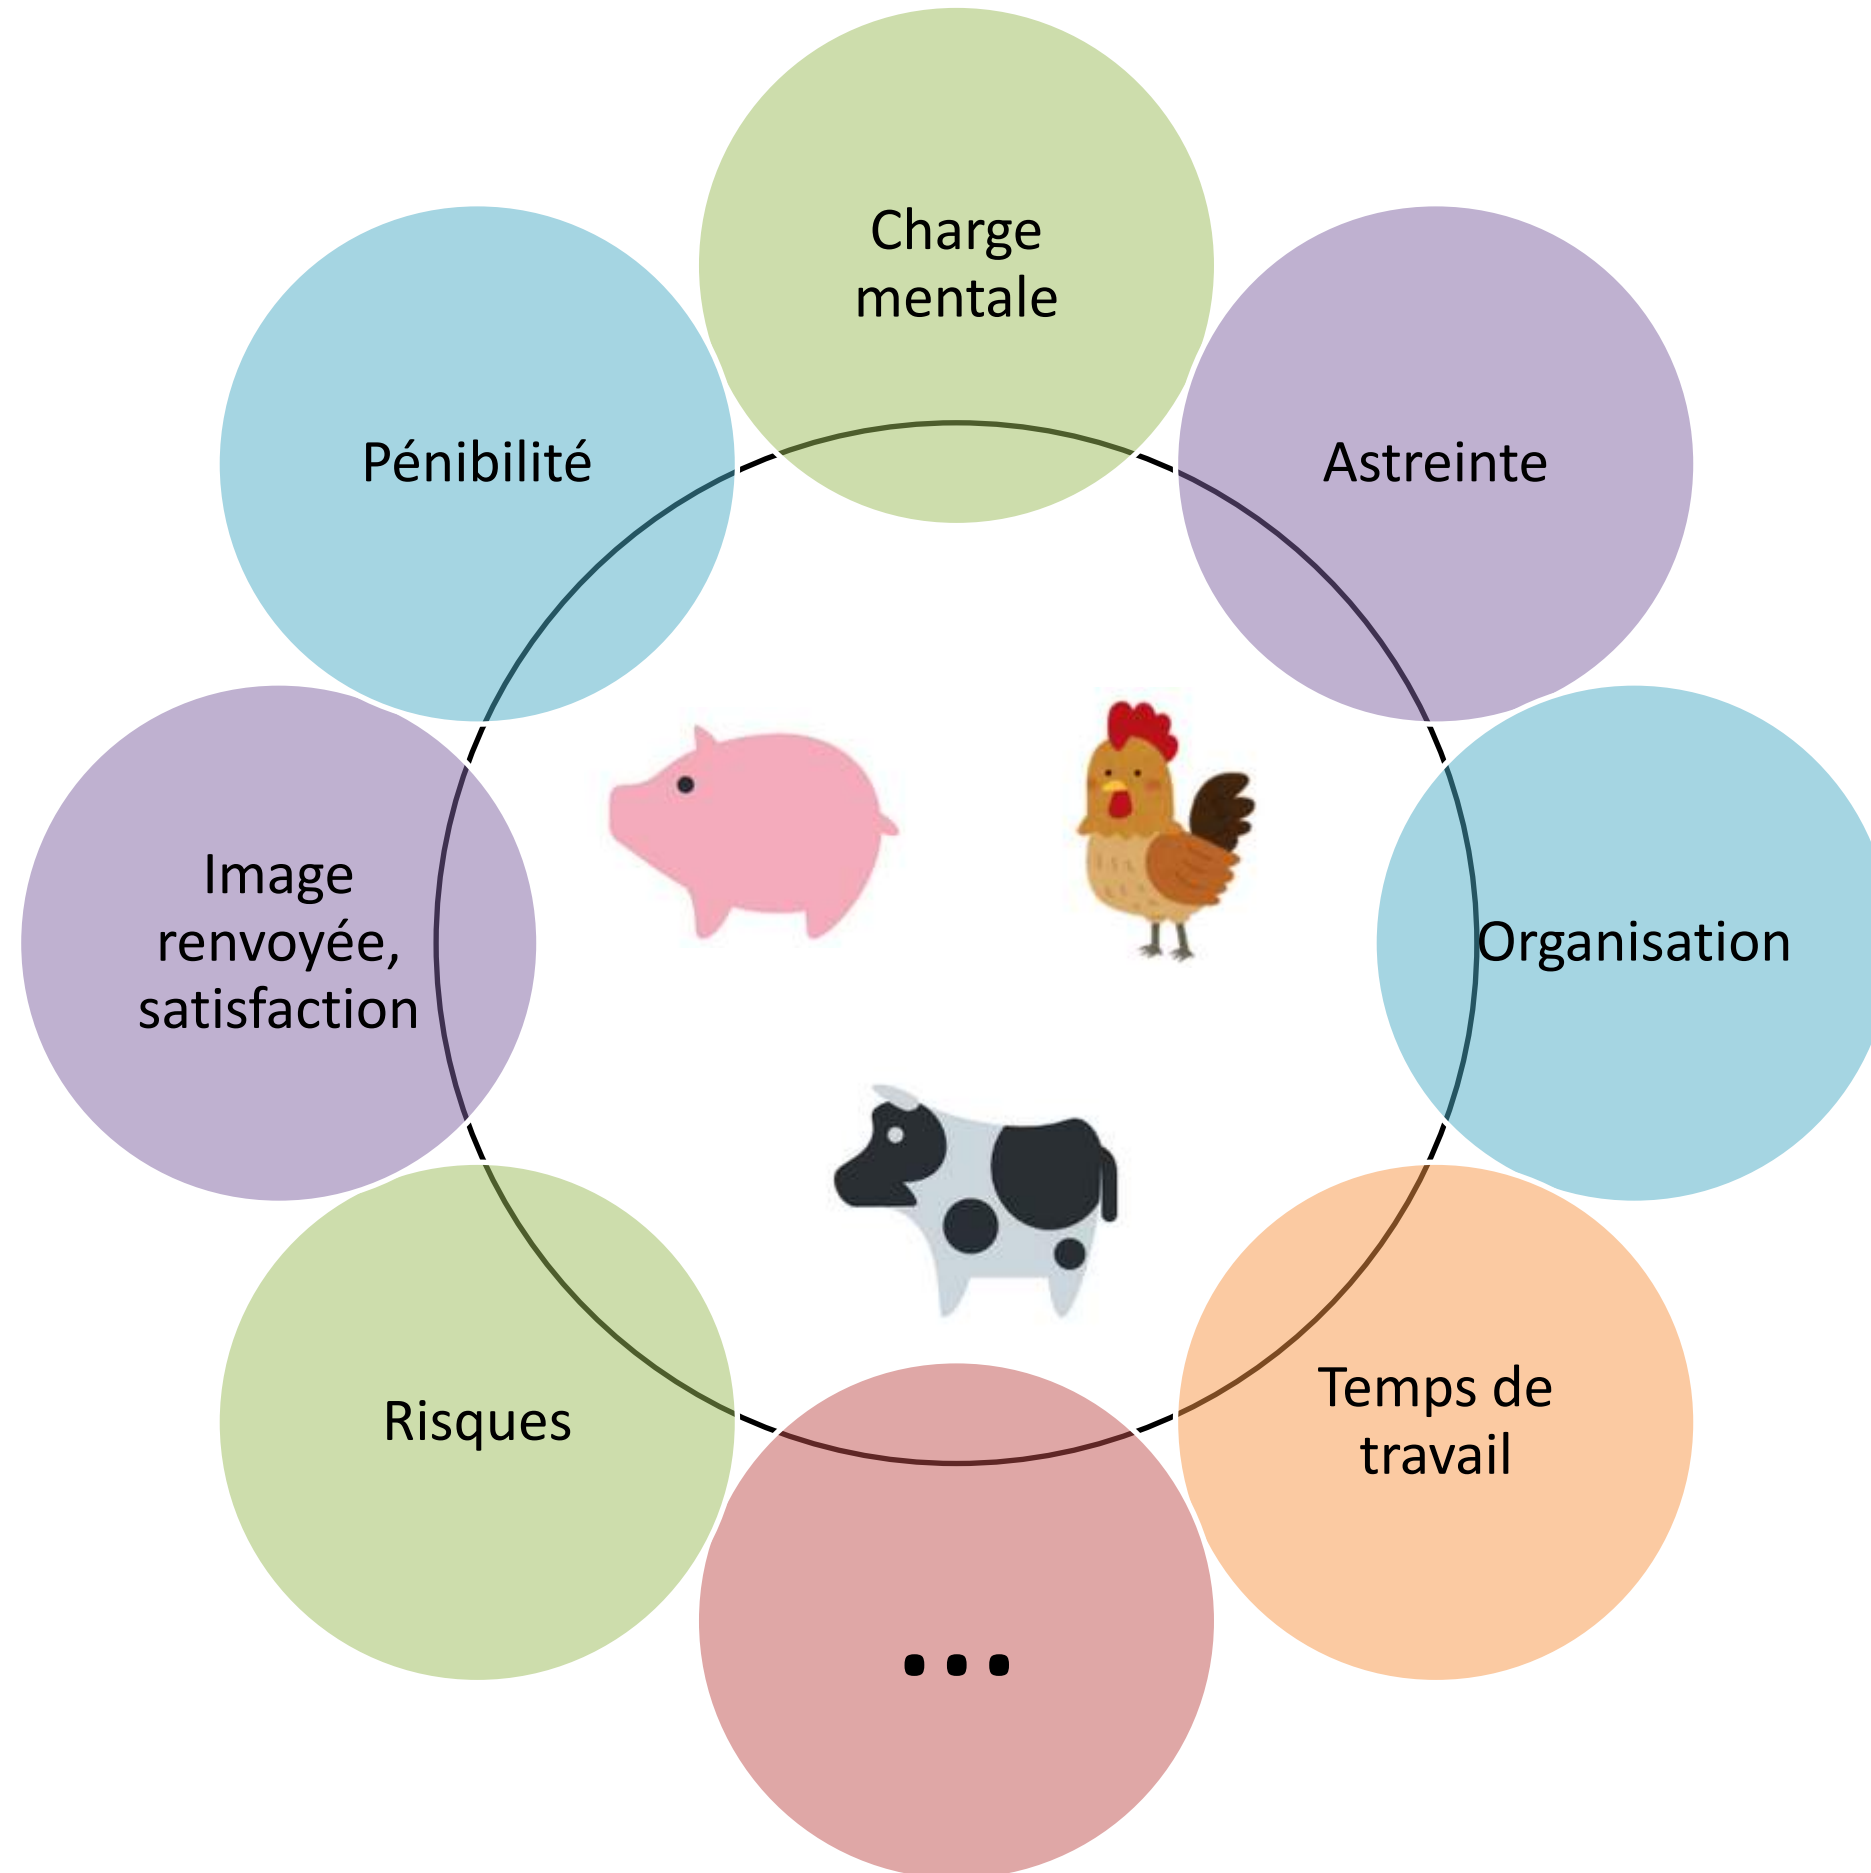 Charge
mentale
Astreinte
Organisation
Temps de
travail
...
Risques
Image
renvoyée,
satisfaction
Pénibilité